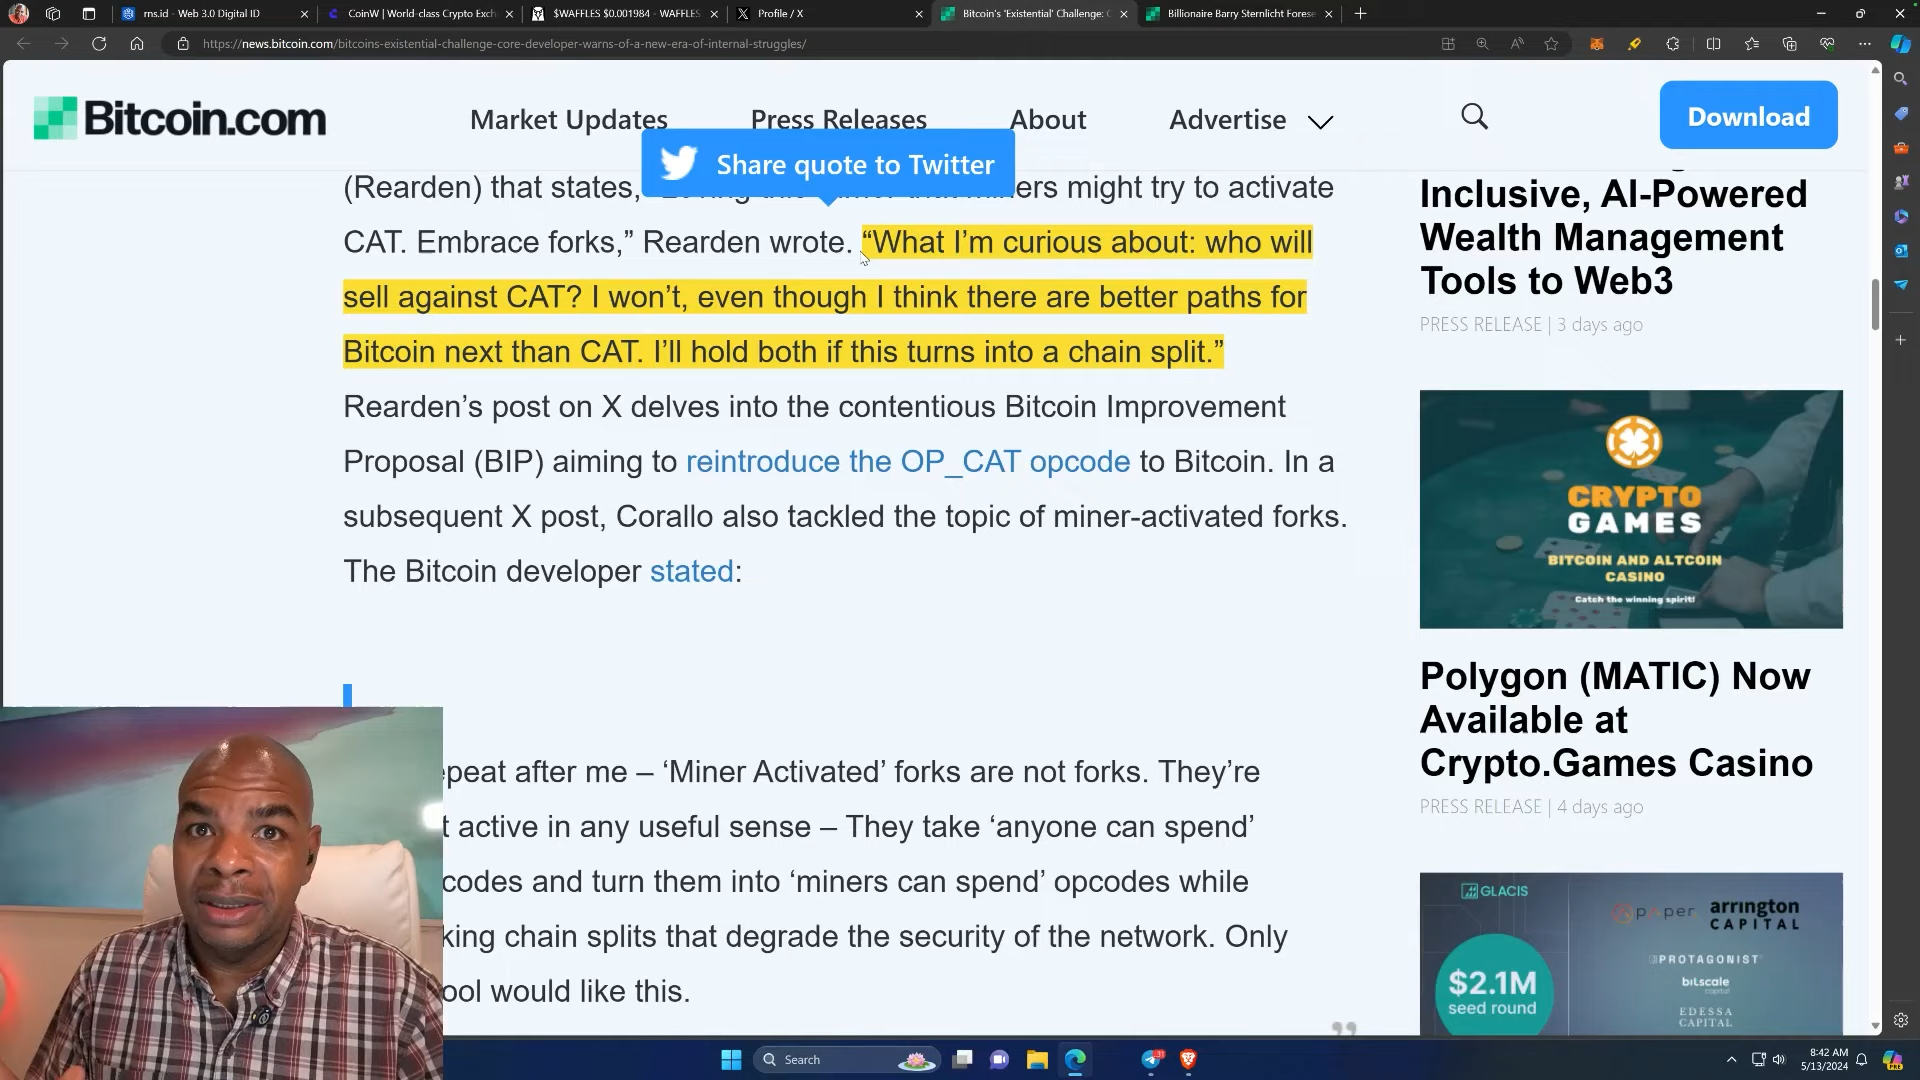 rns.id - Web 3.0 Digital ID
CoinW | World-class Crypto Exch
$WAFFLES $0.001984 - WAFFLES
Profile / X
Bitcoin's 'Existential' Challenge: C
Billionaire Barry Sternlicht Forese
https://news.bitcoin.com/bitcoins-existential-challenge-core-developer-warns-of-a-new-era-of-internal-struggles/
Bitcoin.com
Market Updates
Press Releases
About
Advertise
Download
Share quote to Twitter
(Rearden) that states, ers might try to activate
CAT. Embrace forks,” Rearden wrote. “What I’m curious about: who will
sell against CAT? I won’t, even though I think there are better paths for
Bitcoin next than CAT. I’ll hold both if this turns into a chain split.”
Rearden’s post on X delves into the contentious Bitcoin Improvement
Proposal (BIP) aiming to reintroduce the OP_CAT opcode to Bitcoin. In a
subsequent X post, Corallo also tackled the topic of miner-activated forks.
The Bitcoin developer stated:
epeat after me – ‘Miner Activated’ forks are not forks. They’re
t active in any useful sense – They take ‘anyone can spend’
codes and turn them into ‘miners can spend’ opcodes while
king chain splits that degrade the security of the network. Only
ool would like this.
”
Inclusive, AI-Powered
Wealth Management
Tools to Web3
PRESS RELEASE | 3 days ago
CRYPTO
GAMES
BITCOIN AND ALTCOIN
CASINO
Catch the winning spirit!
Polygon (MATIC) Now
Available at
Crypto.Games Casino
PRESS RELEASE | 4 days ago
GLACIS
arrington
CAPITAL
PROTAGONIST
bitscale
capital
EDESSA
CAPITAL
$2.1M
seed round
Search
8:42 AM
5/13/2024